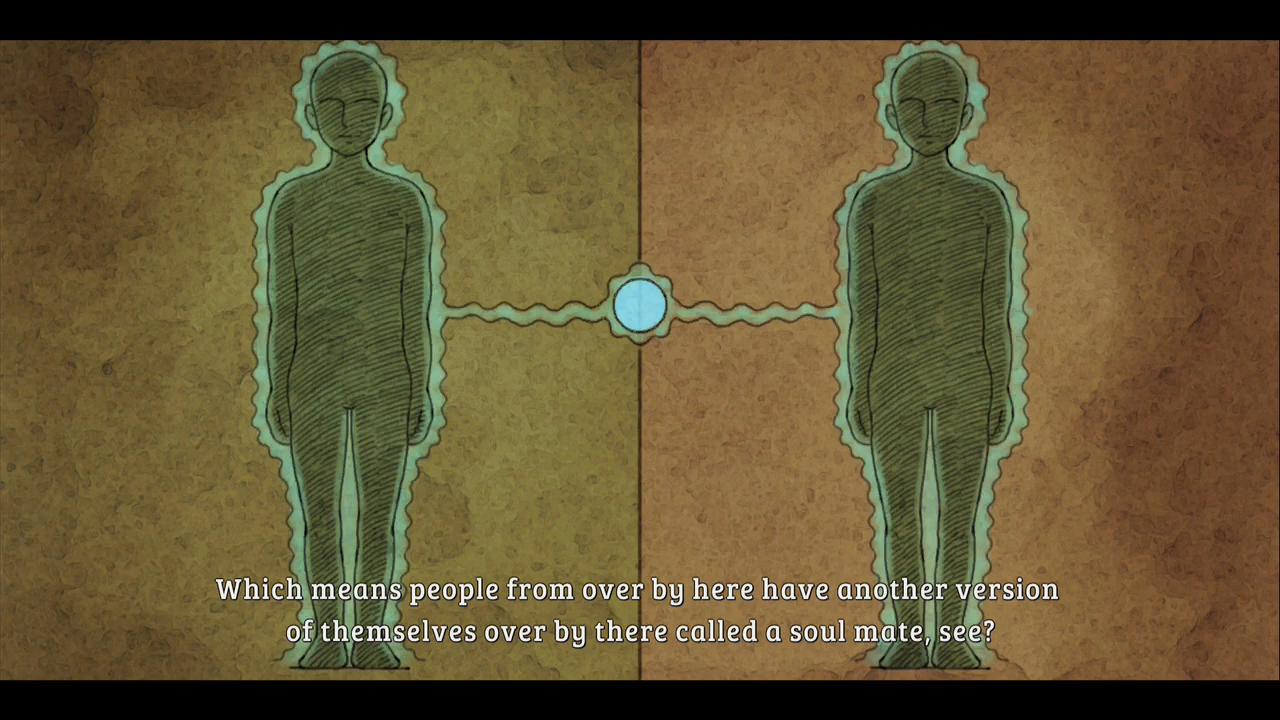 Which means people from over by here have another version
of themselves over by there called a soul mate, see?